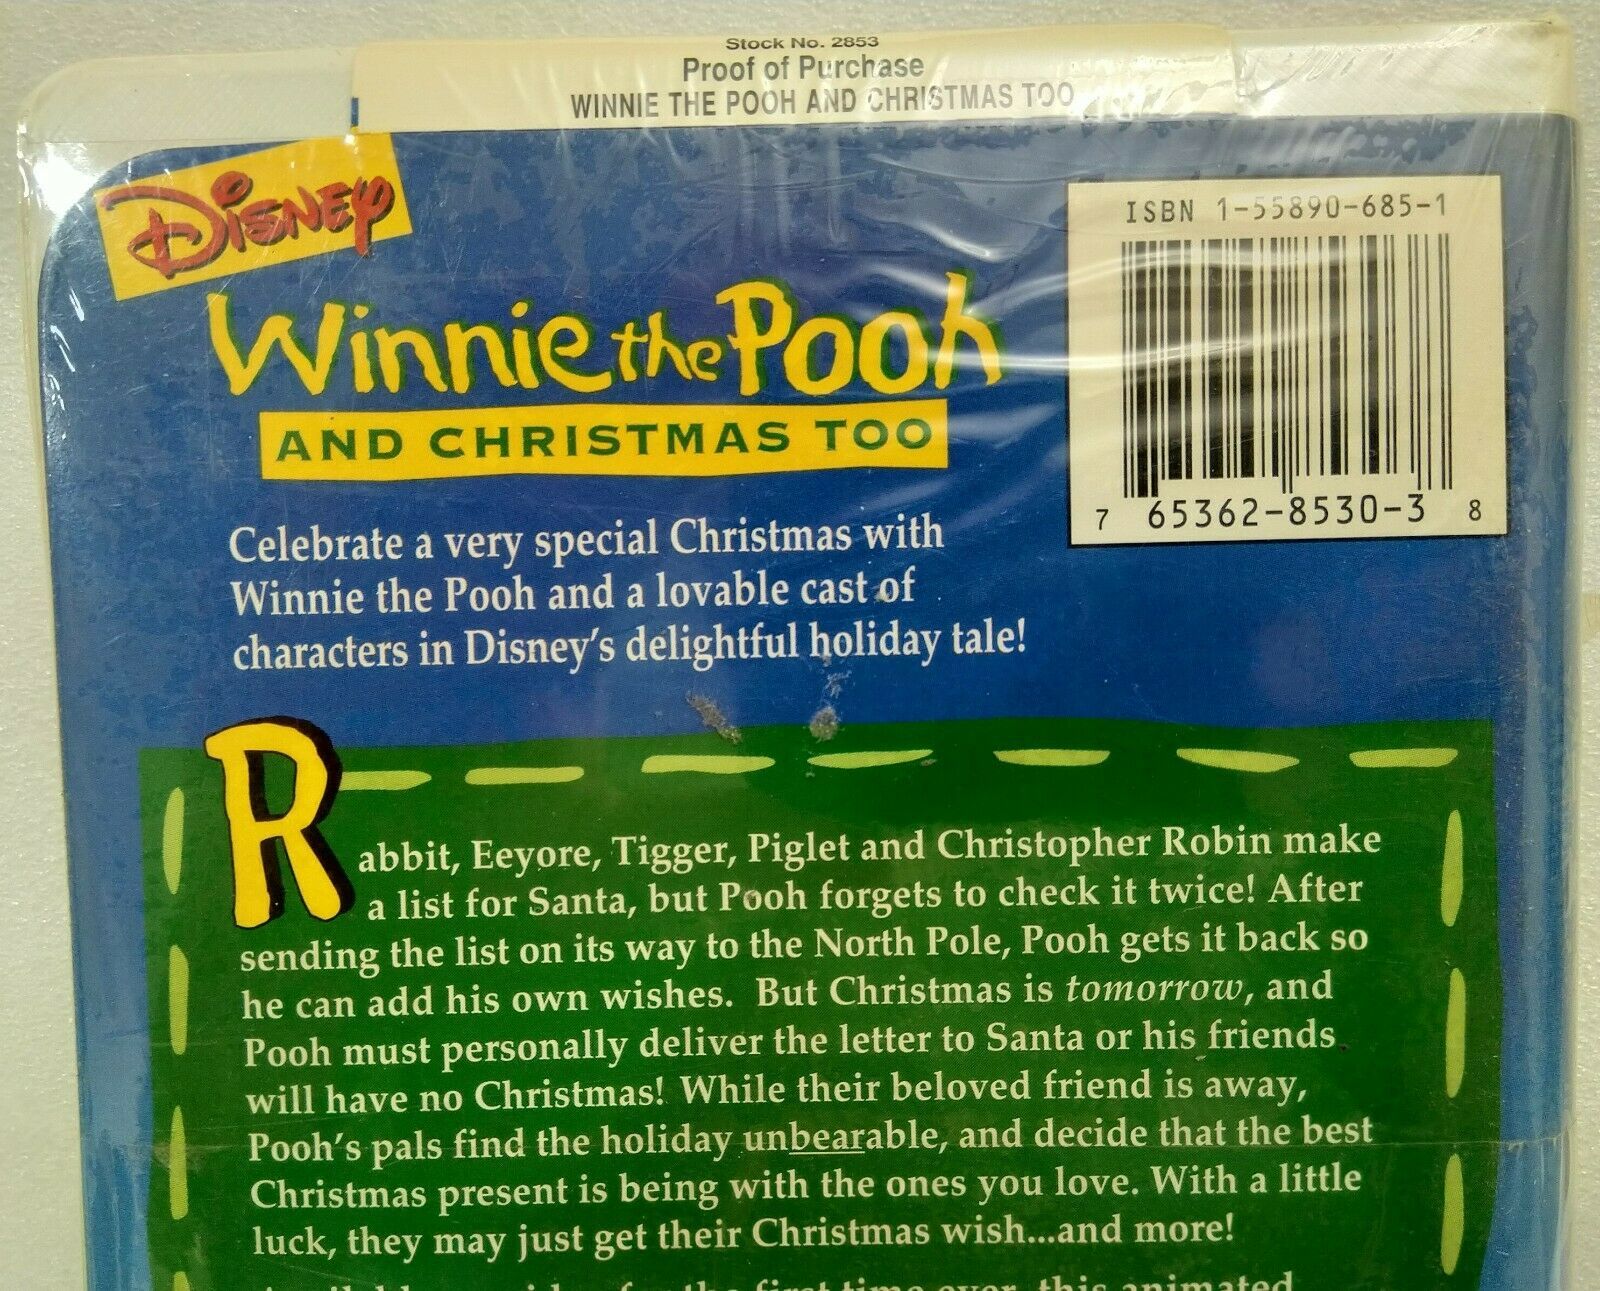 Stock No. 2853
Proof of Purchase
WINNIE THE POOH AND CHRISTMAS TOO
DISNEY
Winnie the Pooh
AND CHRISTMAS TOO
ISBN 1-55890-685-1
7 65362-8530-3 8
Celebrate a very special Christmas with
Winnie the Pooh and a lovable cast of
characters in Disney's delightful holiday tale!
Rabbit, Eeyore, Tigger, Piglet and Christopher Robin make
a list for Santa, but Pooh forgets to check it twice! After
sending the list on its way to the North Pole, Pooh gets it back so
he can add his own wishes. But Christmas is tomorrow, and
Pooh must personally deliver the letter to Santa or his friends
will have no Christmas! While their beloved friend is away,
Pooh's pals find the holiday unbearable, and decide that the best
Christmas present is being with the ones you love. With a little
luck, they may just get their Christmas wish...and more!
for the first time ever, this animated